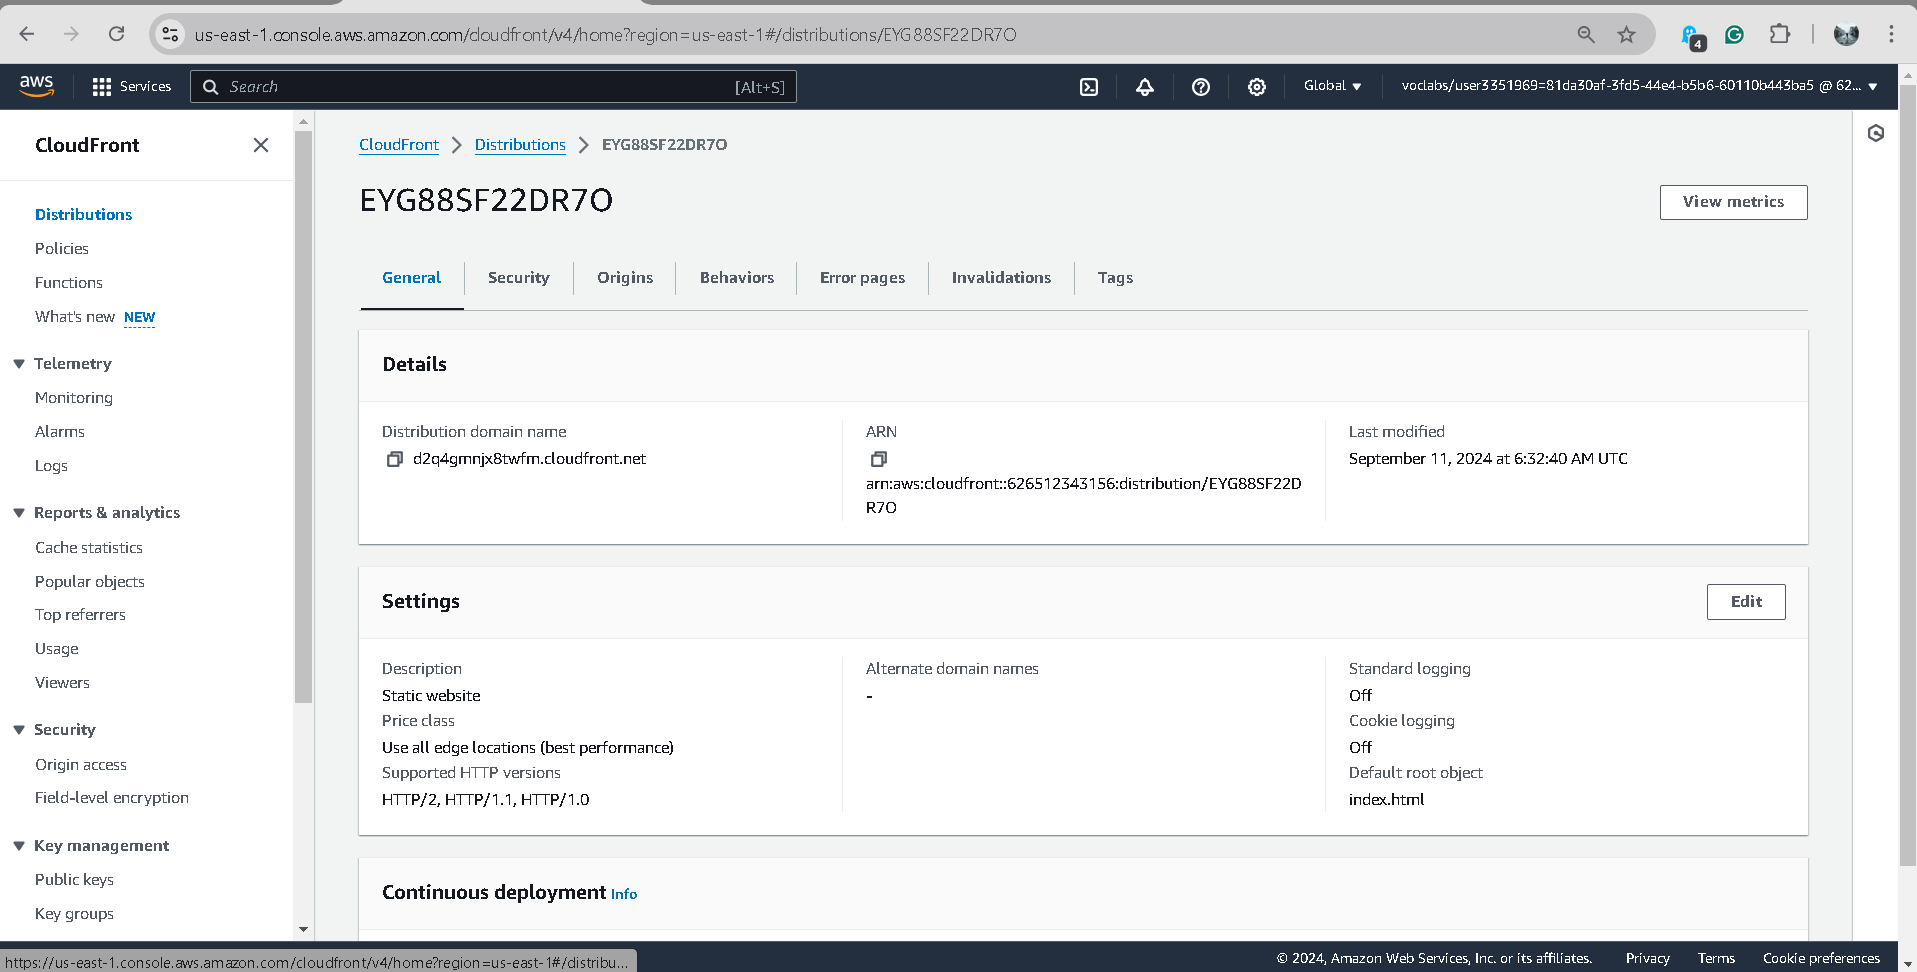 us-east-1.console.aws.amazon.com/cloudfront/v4/home?region=us-east-1#/distributions/EYG88SF22DR7O
4
aws
Services
Search
[Alt+S]
Global
voclabs/user3351969=81da30af-3fd5-44e4-b5b6-60110b443ba5 @ 62...
CloudFront
Distributions
Policies
Functions
What's new NEW
Telemetry
Monitoring
Alarms
Logs
Reports & analytics
Cache statistics
Popular objects
Top referrers
Usage
Viewers
Security
Origin access
Field-level encryption
Key management
Public keys
Key groups
CloudFront
Distributions
EYG88SF22DR7O
EYG88SF22DR7O
View metrics
General
Security
Origins
Behaviors
Error pages
Invalidations
Tags
Details
Distribution domain name
d2q4gmnjx8twfm.cloudfront.net
ARN
arn:aws:cloudfront::626512343156:distribution/EYG88SF22D
R7O
Last modified
September 11, 2024 at 6:32:40 AM UTC
Settings
Edit
Description
Static website
Price class
Use all edge locations (best performance)
Supported HTTP versions
HTTP/2, HTTP/1.1, HTTP/1.0
Alternate domain names
-
Standard logging
Off
Cookie logging
Off
Default root object
index.html
Continuous deployment Info
https://us-east-1.console.aws.amazon.com/cloudfront/v4/home?region=us-east-1#/distribu...
© 2024, Amazon Web Services, Inc. or its affiliates.
Privacy
Terms
Cookie preferences